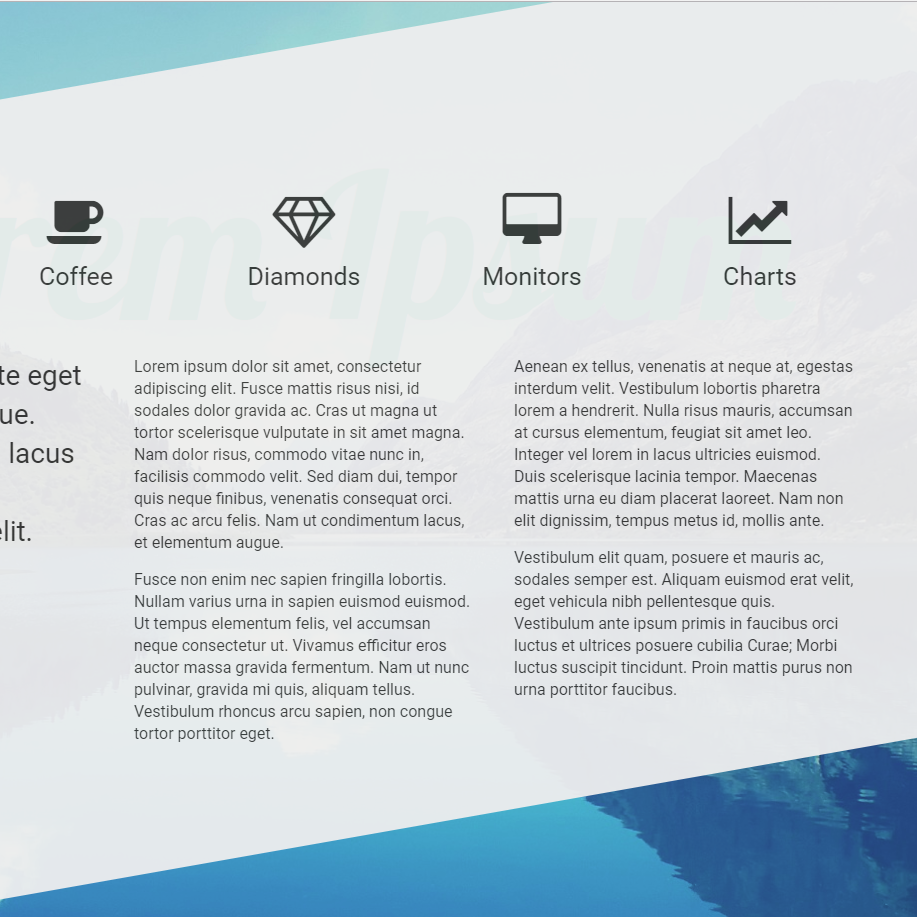 Coffee
Diamonds
Monitors
Charts
te eget
ue.
lacus
elit.
Lorem ipsum dolor sit amet, consectetur
adipiscing elit. Fusce mattis risus nisi, id
sodales dolor gravida ac. Cras ut magna ut
tortor scelerisque vulputate in sit amet magna.
Nam dolor risus, commodo vitae nunc in,
facilisis commodo velit. Sed diam dui, tempor
quis neque finibus, venenatis consequat orci.
Cras ac arcu felis. Nam ut condimentum lacus,
et elementum augue.
Fusce non enim nec sapien fringilla lobortis.
Nullam varius urna in sapien euismod euismod.
Ut tempus elementum felis, vel accumsan
neque consectetur ut. Vivamus efficitur eros
auctor massa gravida fermentum. Nam ut nunc
pulvinar, gravida mi quis, aliquam tellus.
Vestibulum rhoncus arcu sapien, non congue
tortor porttitor eget.
Aenean ex tellus, venenatis at neque at, egestas
interdum velit. Vestibulum lobortis pharetra
lorem a hendrerit. Nulla risus mauris, accumsan
at cursus elementum, feugiat sit amet leo.
Integer vel lorem in lacus ultricies euismod.
Duis scelerisque lacinia tempor. Maecenas
mattis urna eu diam placerat laoreet. Nam non
elit dignissim, tempus metus id, mollis ante.
Vestibulum elit quam, posuere et mauris ac,
sodales semper est. Aliquam euismod erat velit,
eget vehicula nibh pellentesque quis.
Vestibulum ante ipsum primis in faucibus orci
luctus et ultrices posuere cubilia Curae; Morbi
luctus suscipit tincidunt. Proin mattis purus non
urna porttitor faucibus.
rem Ipsum